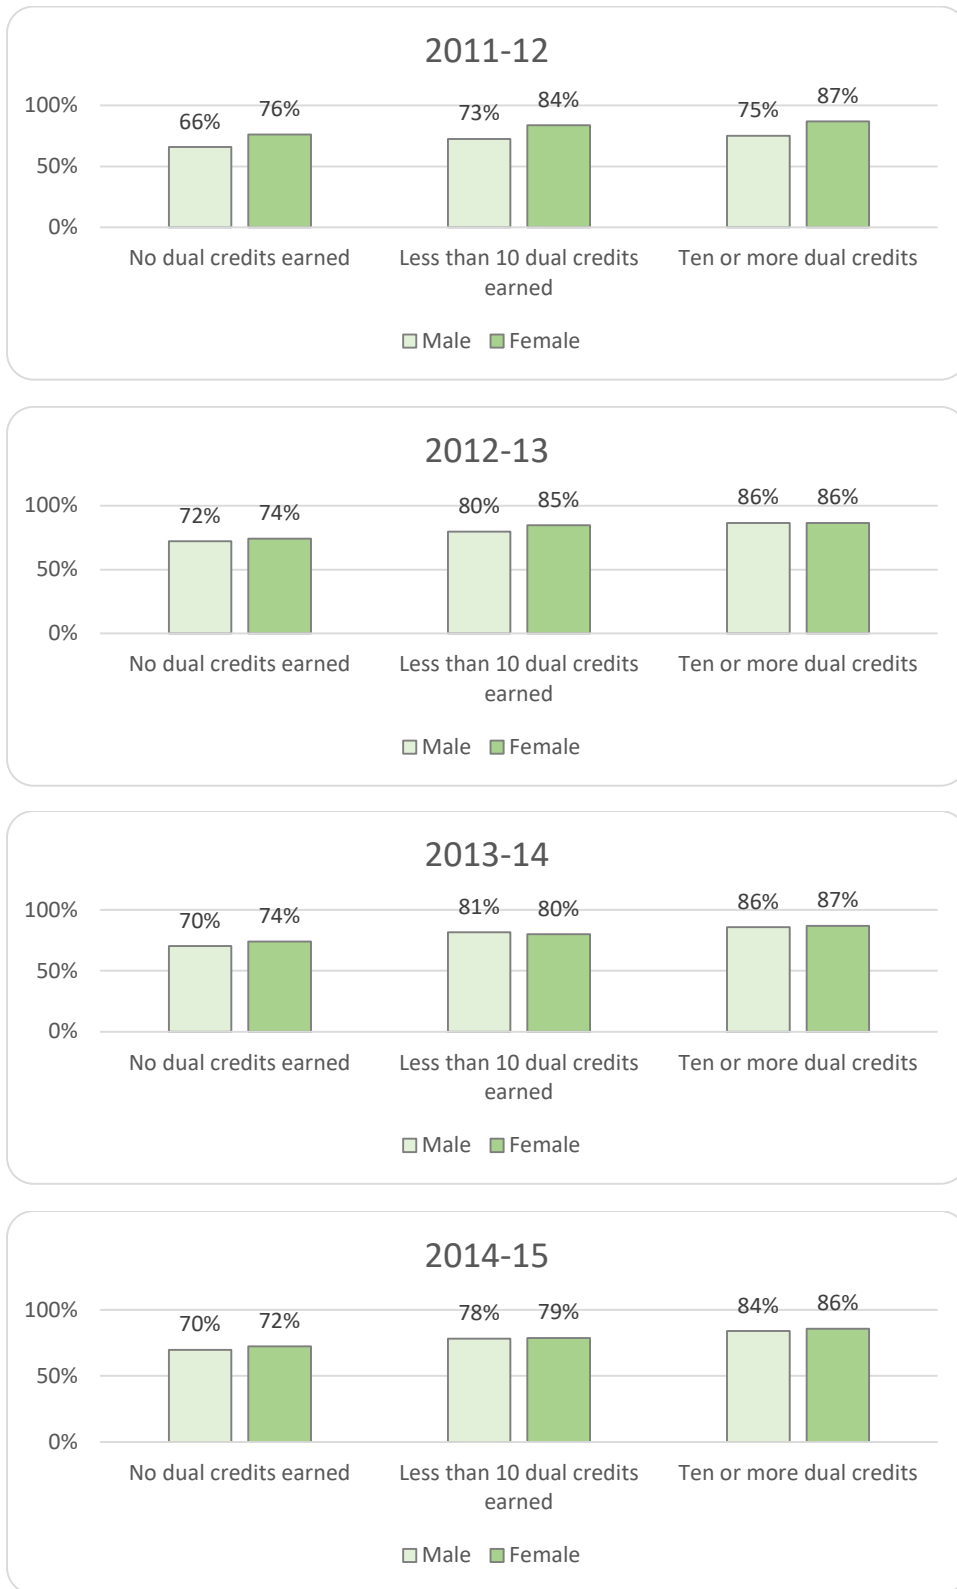 2011-12
100%
50%
0%
66%
76%
73%
84%
75%
87%
No dual credits earned
Less than 10 dual credits
earned
Ten or more dual credits
Male
Female
2012-13
100%
50%
0%
72%
74%
80%
85%
86%
86%
No dual credits earned
Less than 10 dual credits
earned
Ten or more dual credits
Male
Female
2013-14
100%
50%
0%
70%
74%
81%
80%
86%
87%
No dual credits earned
Less than 10 dual credits
earned
Ten or more dual credits
Male
Female
2014-15
100%
50%
0%
70%
72%
78%
79%
84%
86%
No dual credits earned
Less than 10 dual credits
earned
Ten or more dual credits
Male
Female